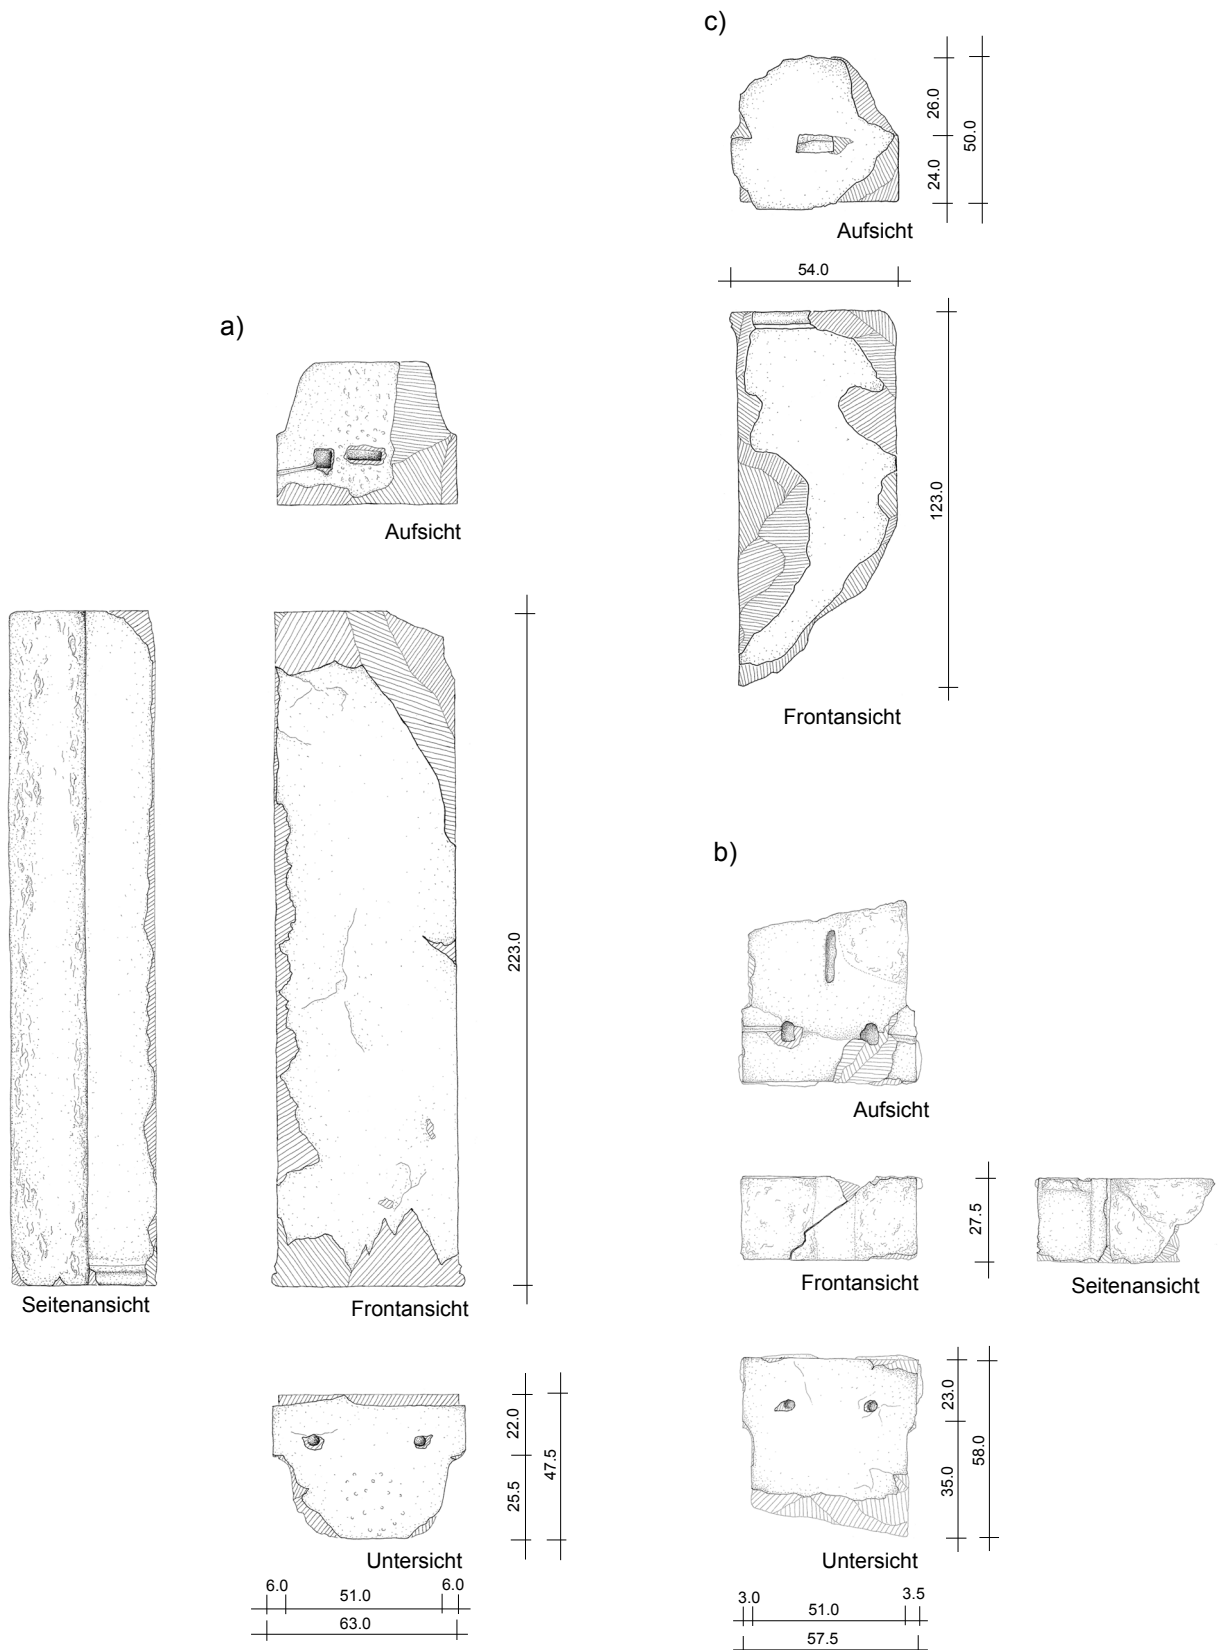 c)
26.0
50.0
24.0
Aufsicht
54.0
123.0
Frontansicht
a)
Aufsicht
223.0
Seitenansicht
Frontansicht
22.0
47.5
25.5
Untersicht
6.0
51.0
6.0
63.0
b)
Aufsicht
27.5
Frontansicht
Seitenansicht
23.0
58.0
35.0
Untersicht
3.0
51.0
3.5
57.5